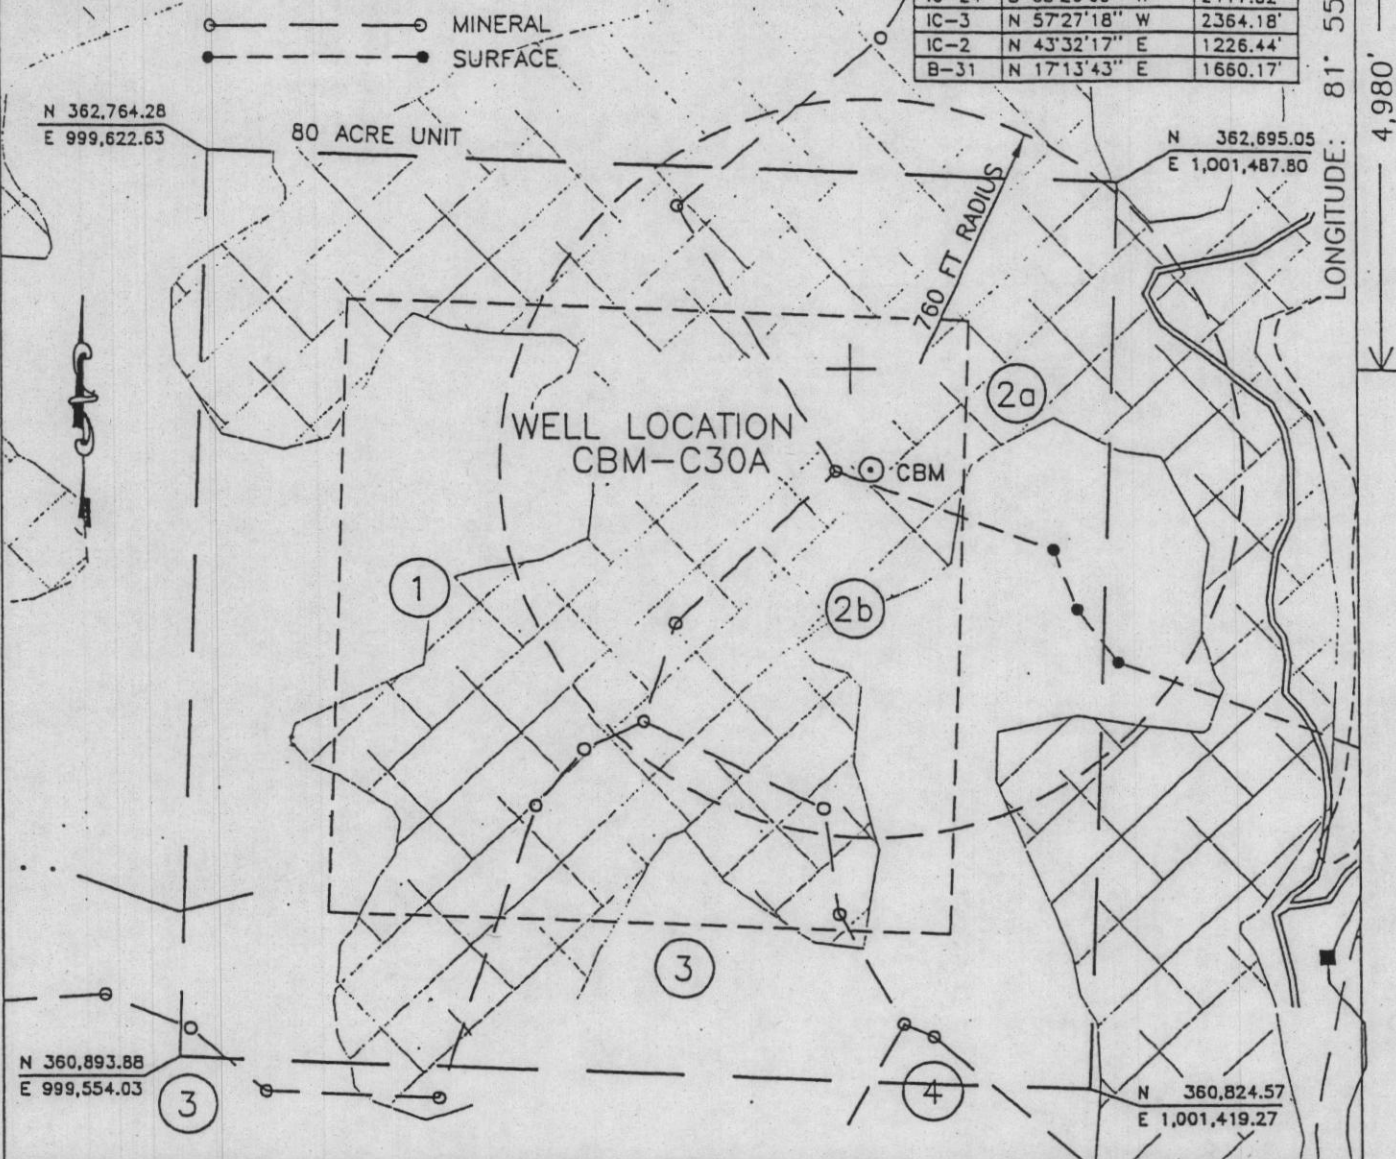 MINERAL
SURFACE
IC-3 N 57°27'18" W 2364.18'
IC-2 N 43°32'17" E 1226.44'
B-31 N 17°13'43" E 1660.17'
LONGITUDE: 81° 55
4,980'
N 362,764.28
E 999,622.63
80 ACRE UNIT
N 362,695.05
E 1,001,487.80
760 FT RADIUS
2a
WELL LOCATION
CBM-C30A
CBM
1
2b
3
N 360,893.88
E 999,554.03
3
4
N 360,824.57
E 1,001,419.27